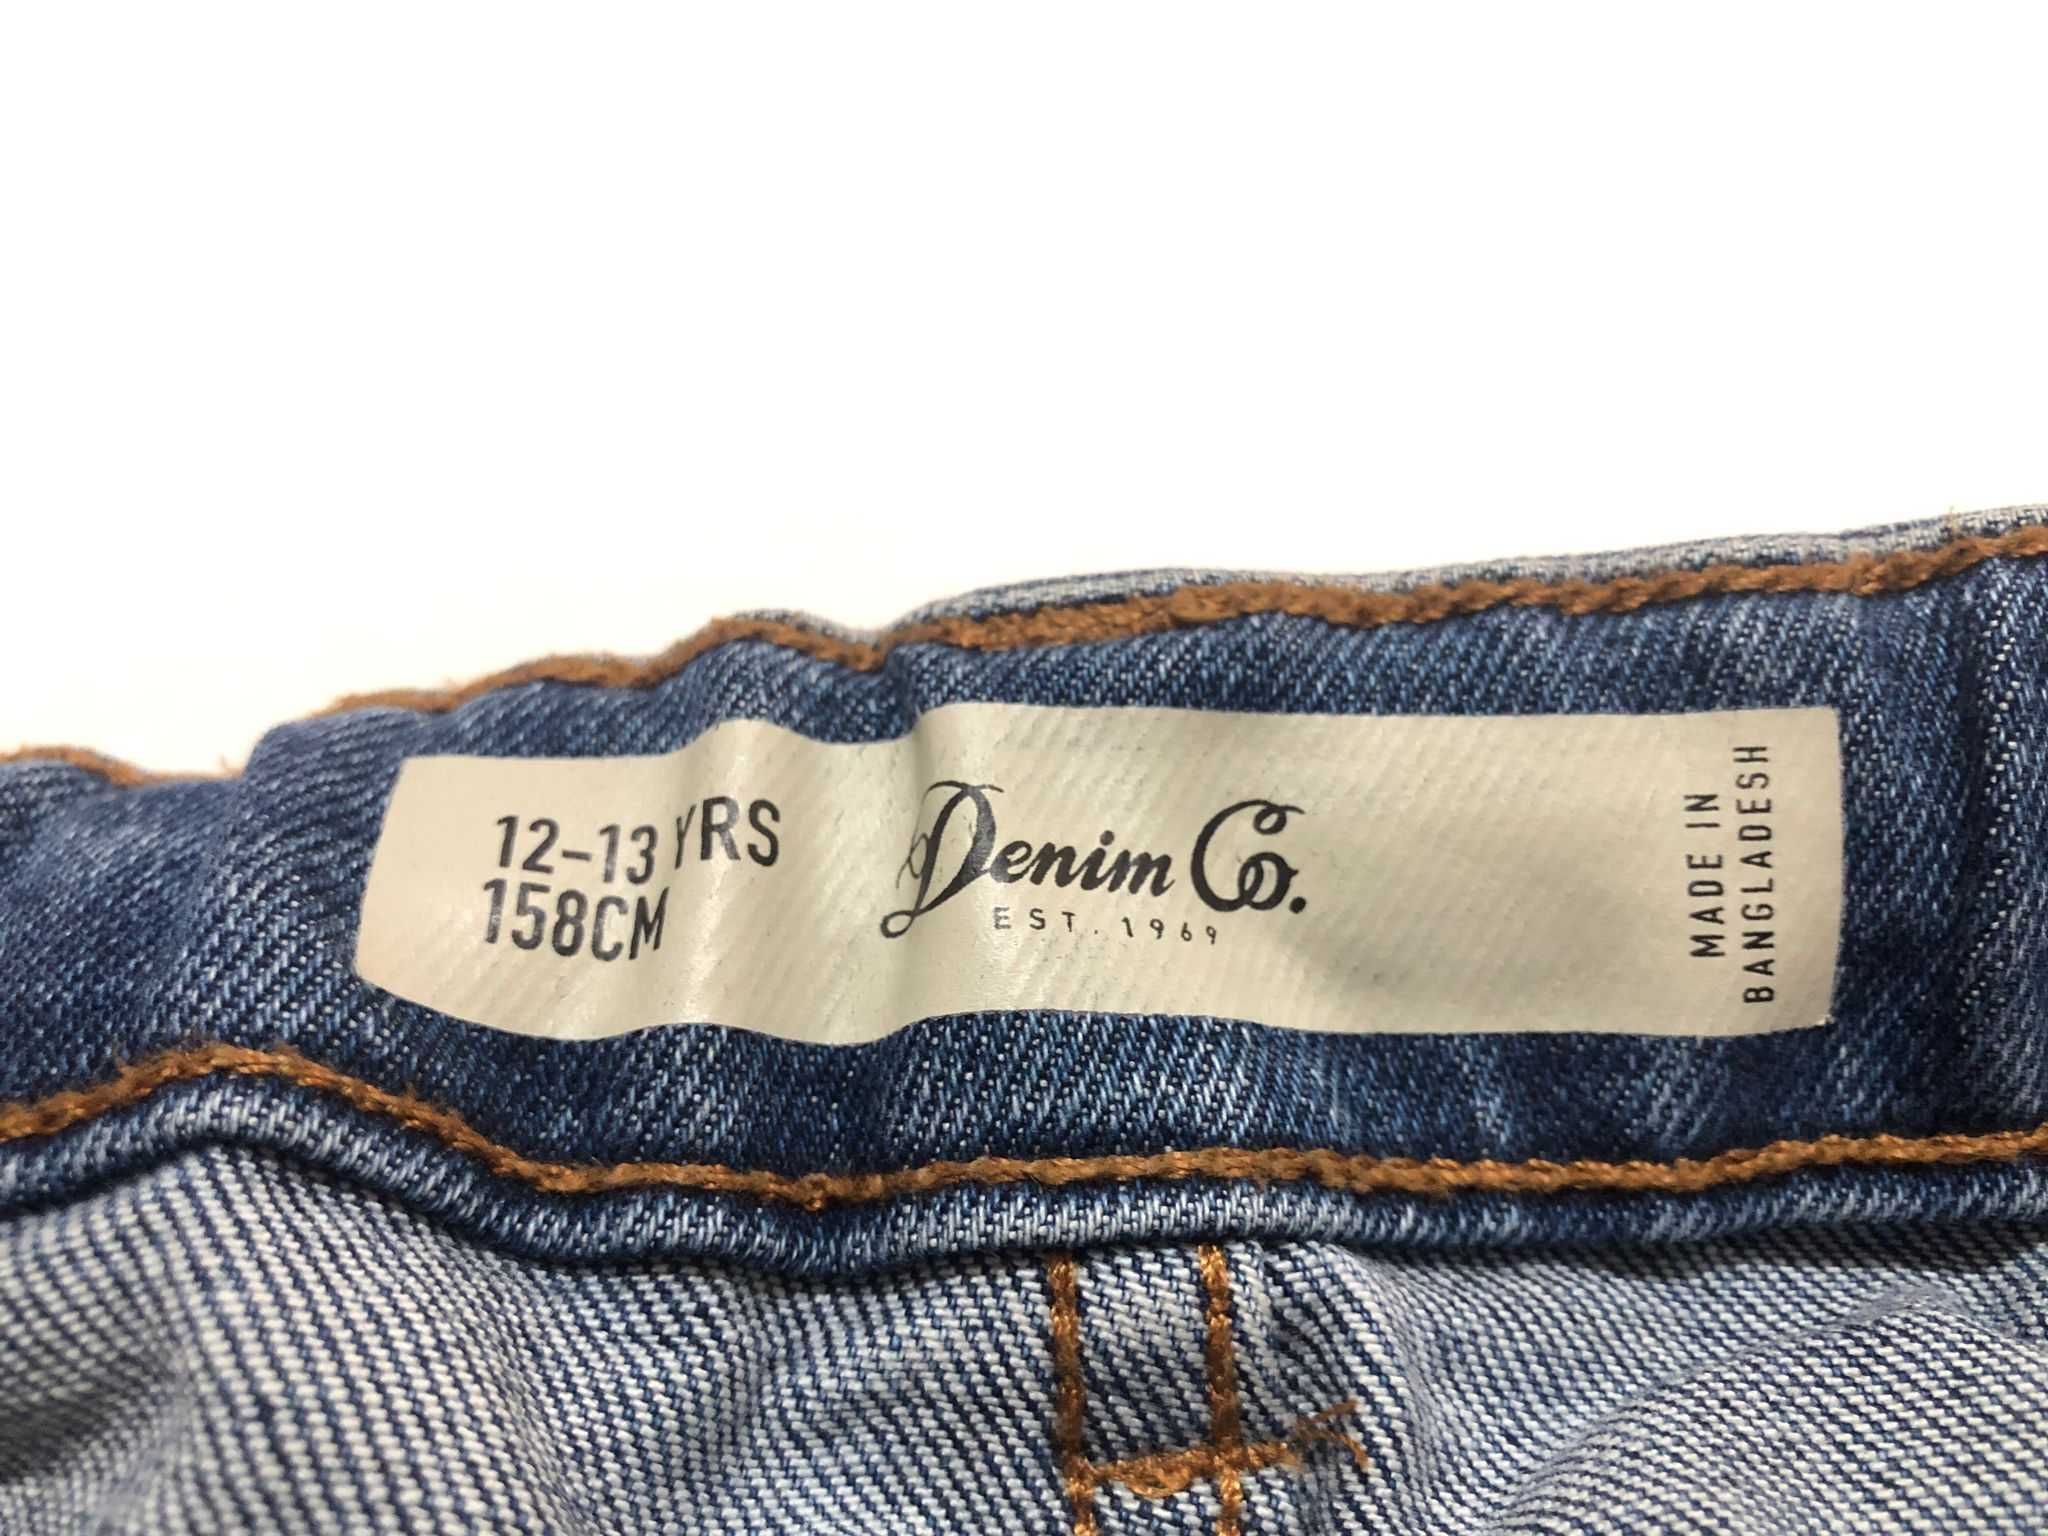 12-13 YRS
158CM
Denim Co.
EST. 1969
MADE IN
BANGLADESH